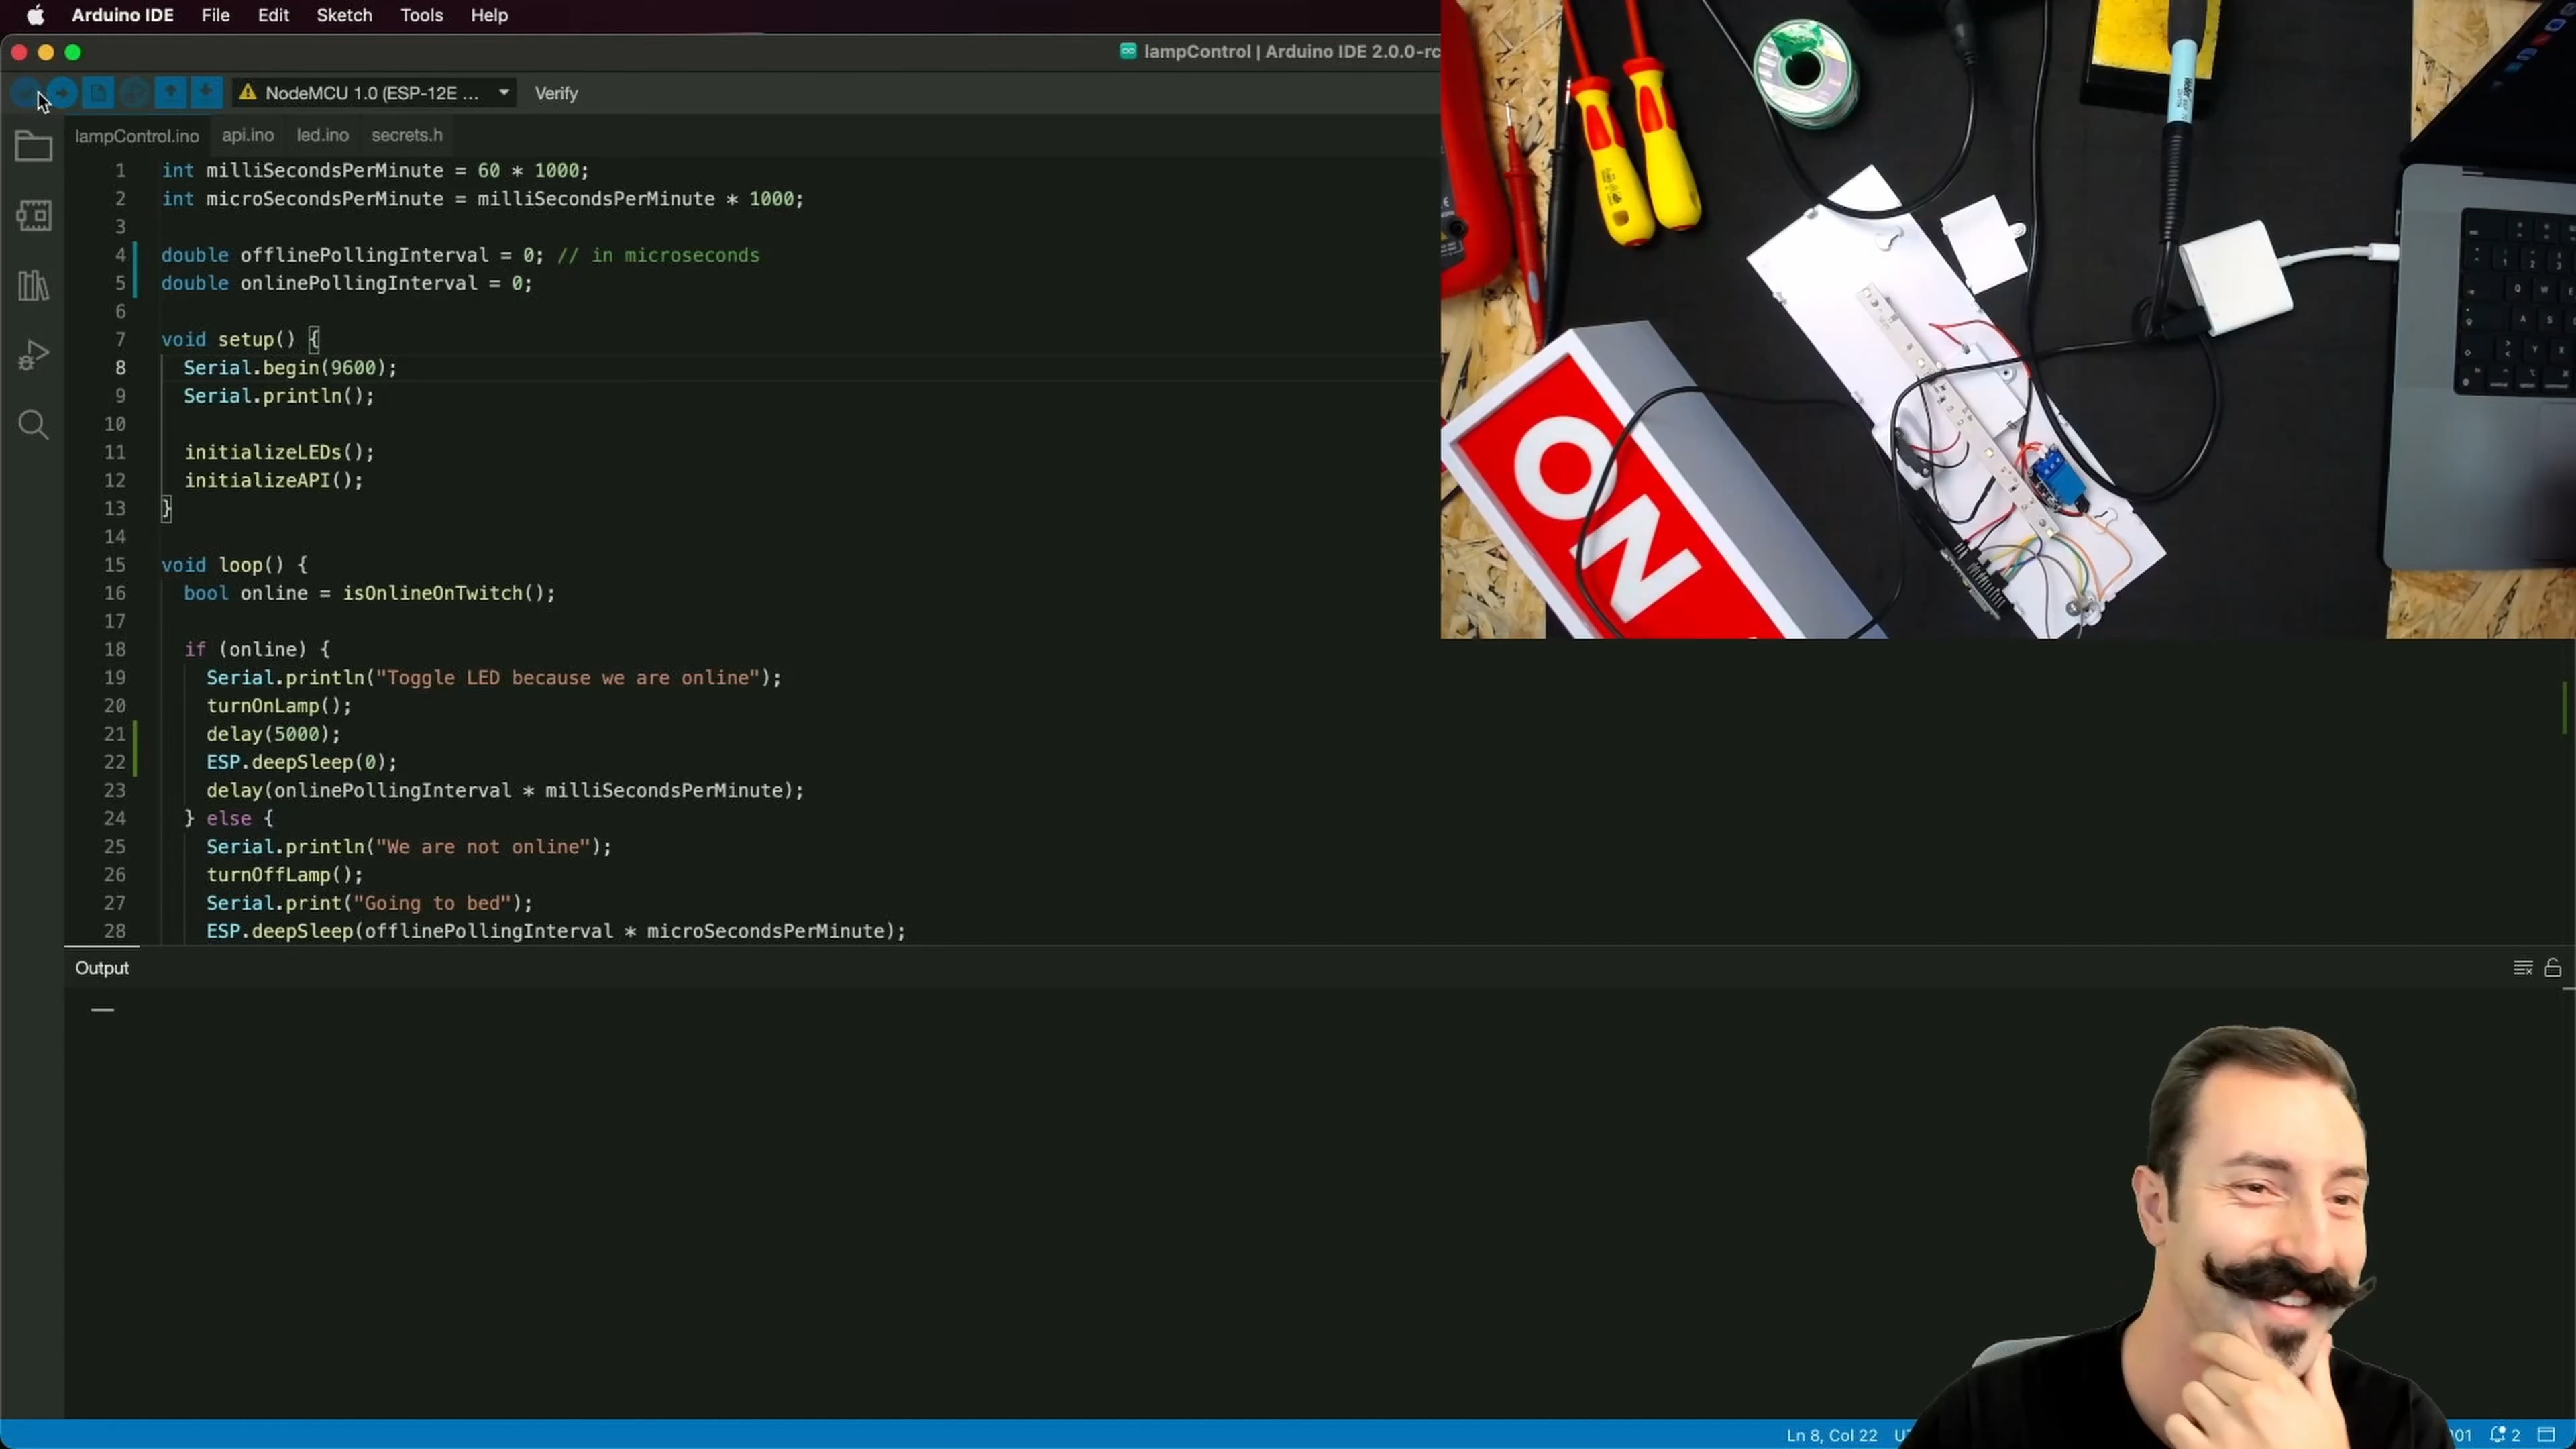 Arduino IDE File Edit Sketch Tools Help
lampControl | Arduino IDE 2.0.0-rc
NodeMCU 1.0 (ESP-12E ... Verify
lampControl.ino api.ino led.ino secrets.h
1 int milliSecondsPerMinute = 60 * 1000;
2 int microSecondsPerMinute = milliSecondsPerMinute * 1000;
3
4 double offlinePollingInterval = 0; // in microseconds
5 double onlinePollingInterval = 0;
6
7 void setup() {
8 Serial.begin(9600);
9 Serial.println();
10
11 initializeLEDs();
12 initializeAPI();
13 }
14
15 void loop() {
16 bool online = isOnlineOnTwitch();
17
18 if (online) {
19 Serial.println("Toggle LED because we are online");
20 turnOnLamp();
21 delay(5000);
22 ESP.deepSleep(0);
23 delay(onlinePollingInterval * milliSecondsPerMinute);
24 } else {
25 Serial.println("We are not online");
26 turnOffLamp();
27 Serial.print("Going to bed");
28 ESP.deepSleep(offlinePollingInterval * microSecondsPerMinute);
Output
ON
Ln 8, Col 22
2